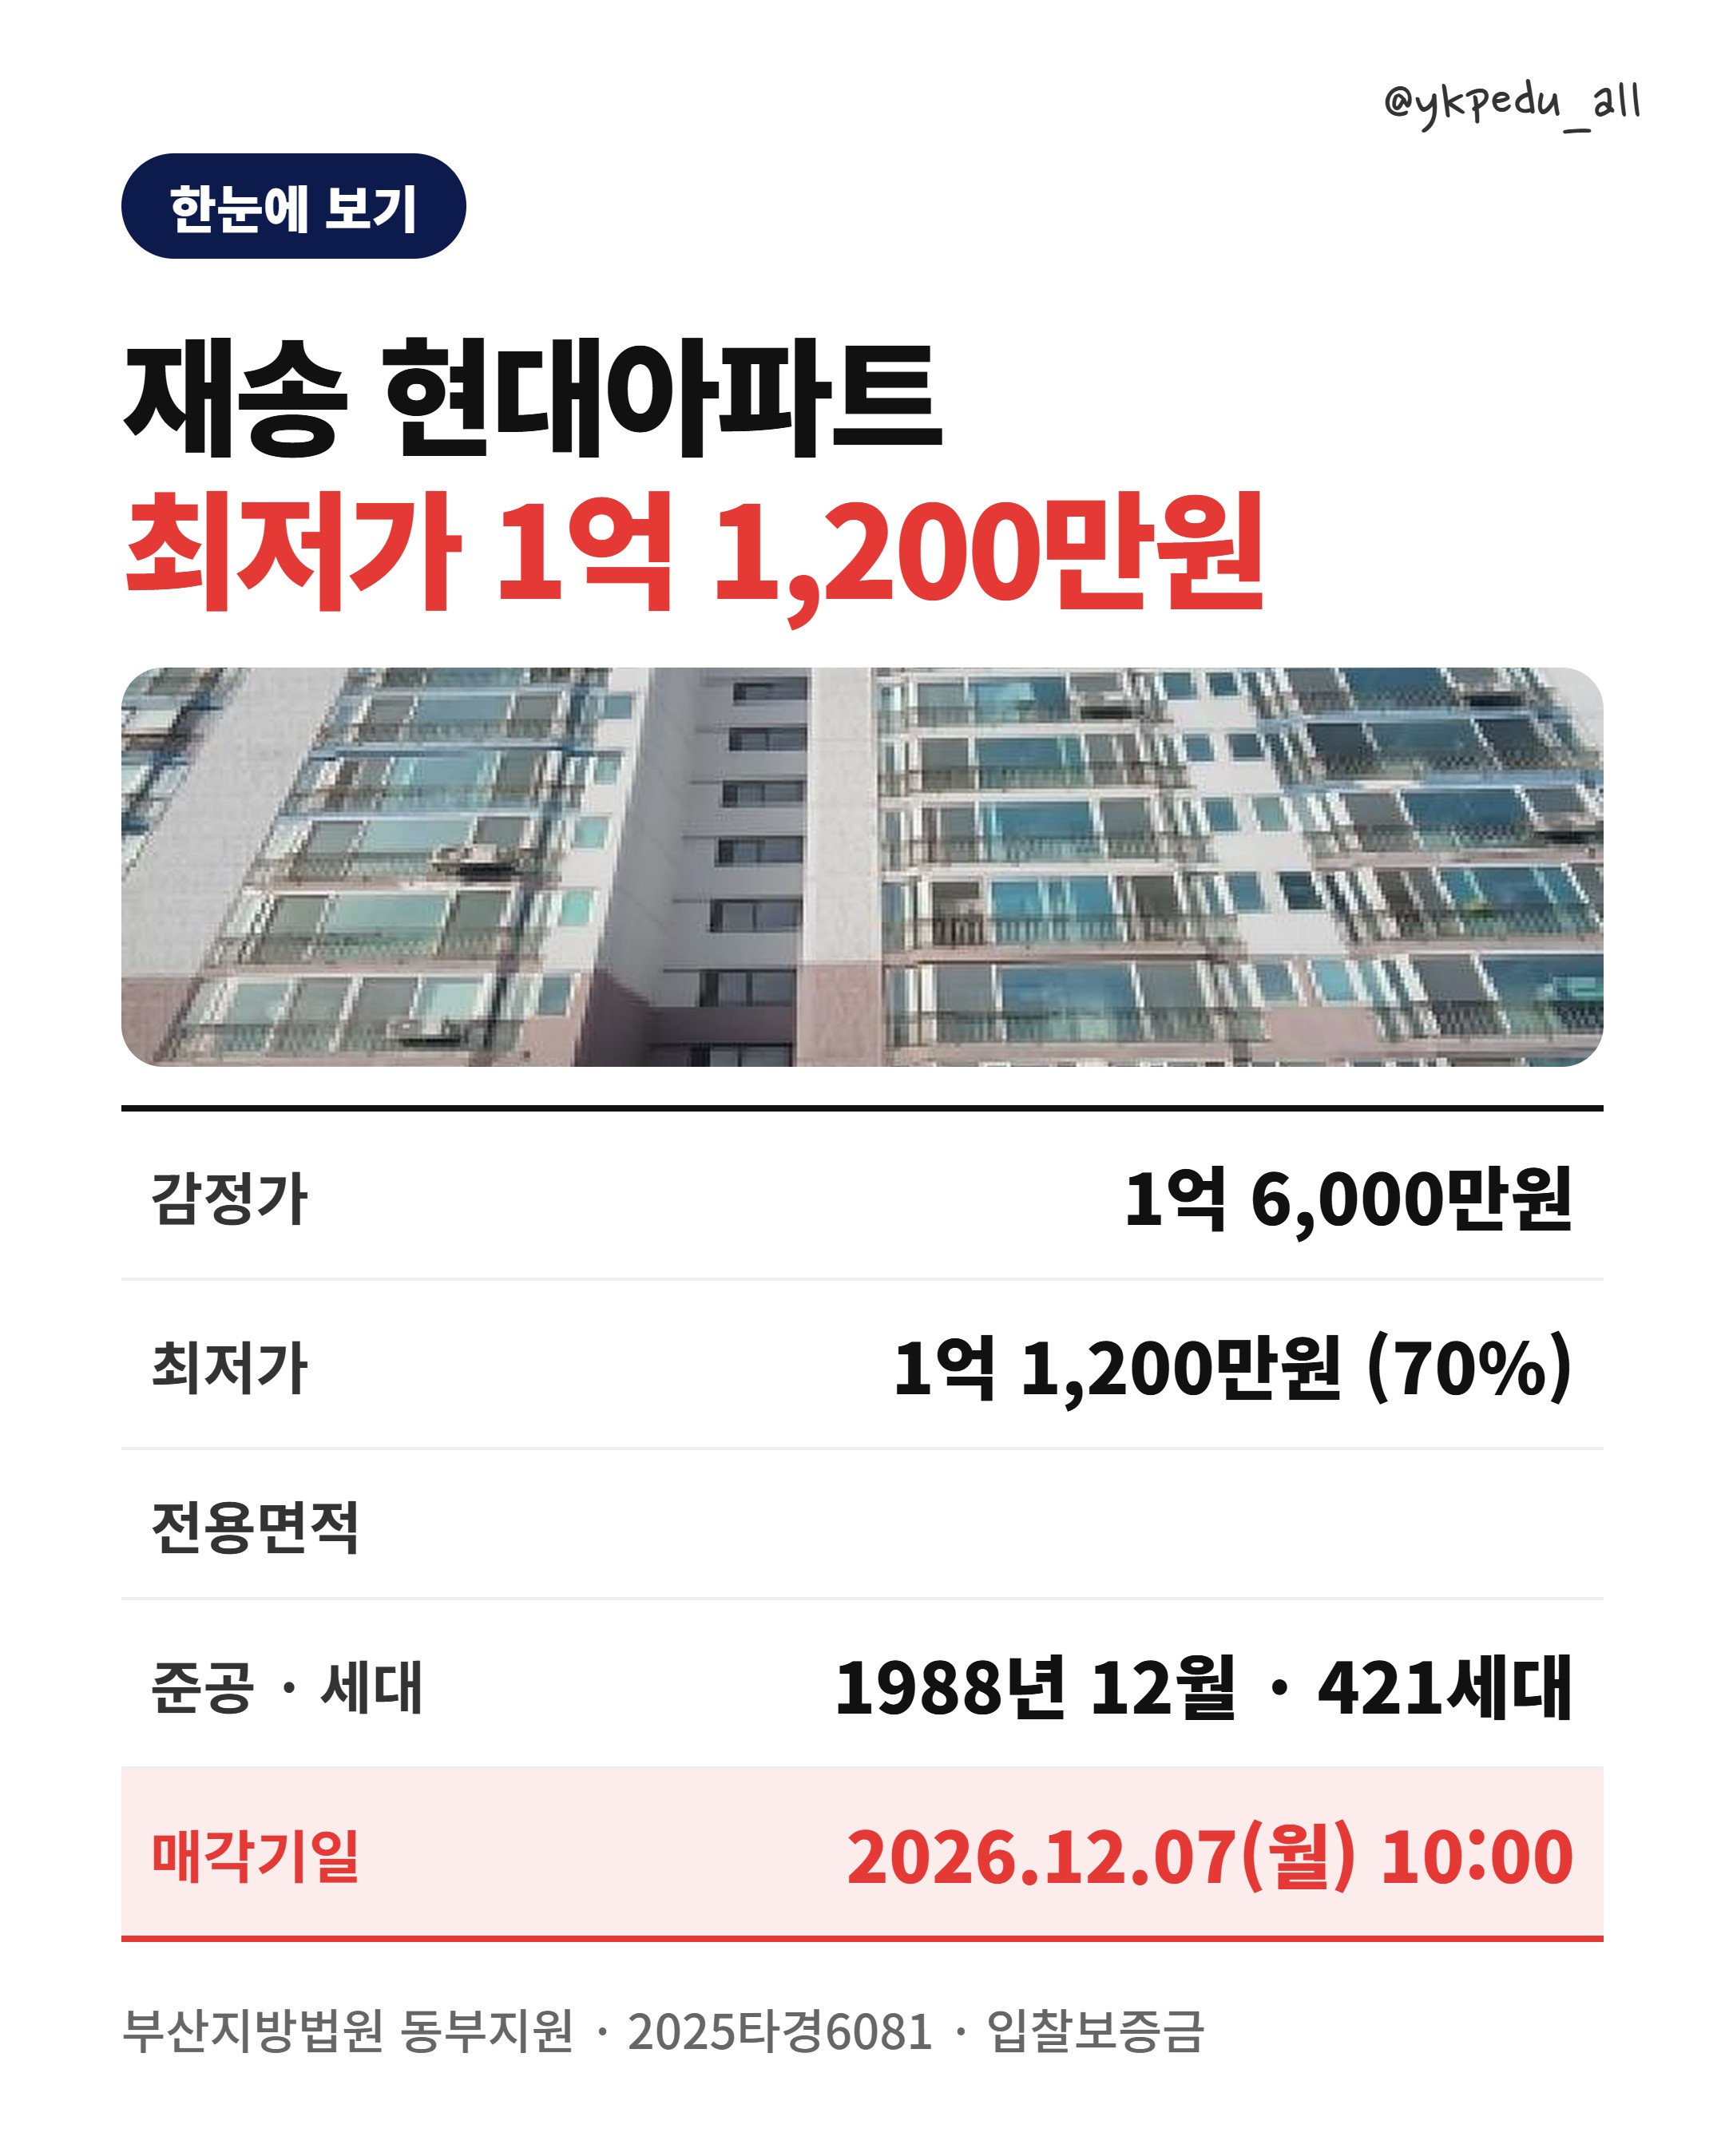 @ykpedu_all
한눈에 보기
재송 현대아파트
최저가 1억 1,200만원
감정가 1억 6,000만원
최저가 1억 1,200만원 (70%)
전용면적
준공 · 세대 1988년 12월 · 421세대
매각기일 2026.12.07(월) 10:00
부산지방법원 동부지원 · 2025타경6081 · 입찰보증금